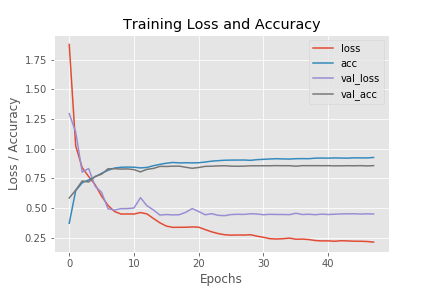 Training Loss and Accuracy
loss
acc
val_loss
val_acc
Loss / Accuracy
1.75
1.50
1.25
1.00
0.75
0.50
0.25
0
10
20
30
40
Epochs